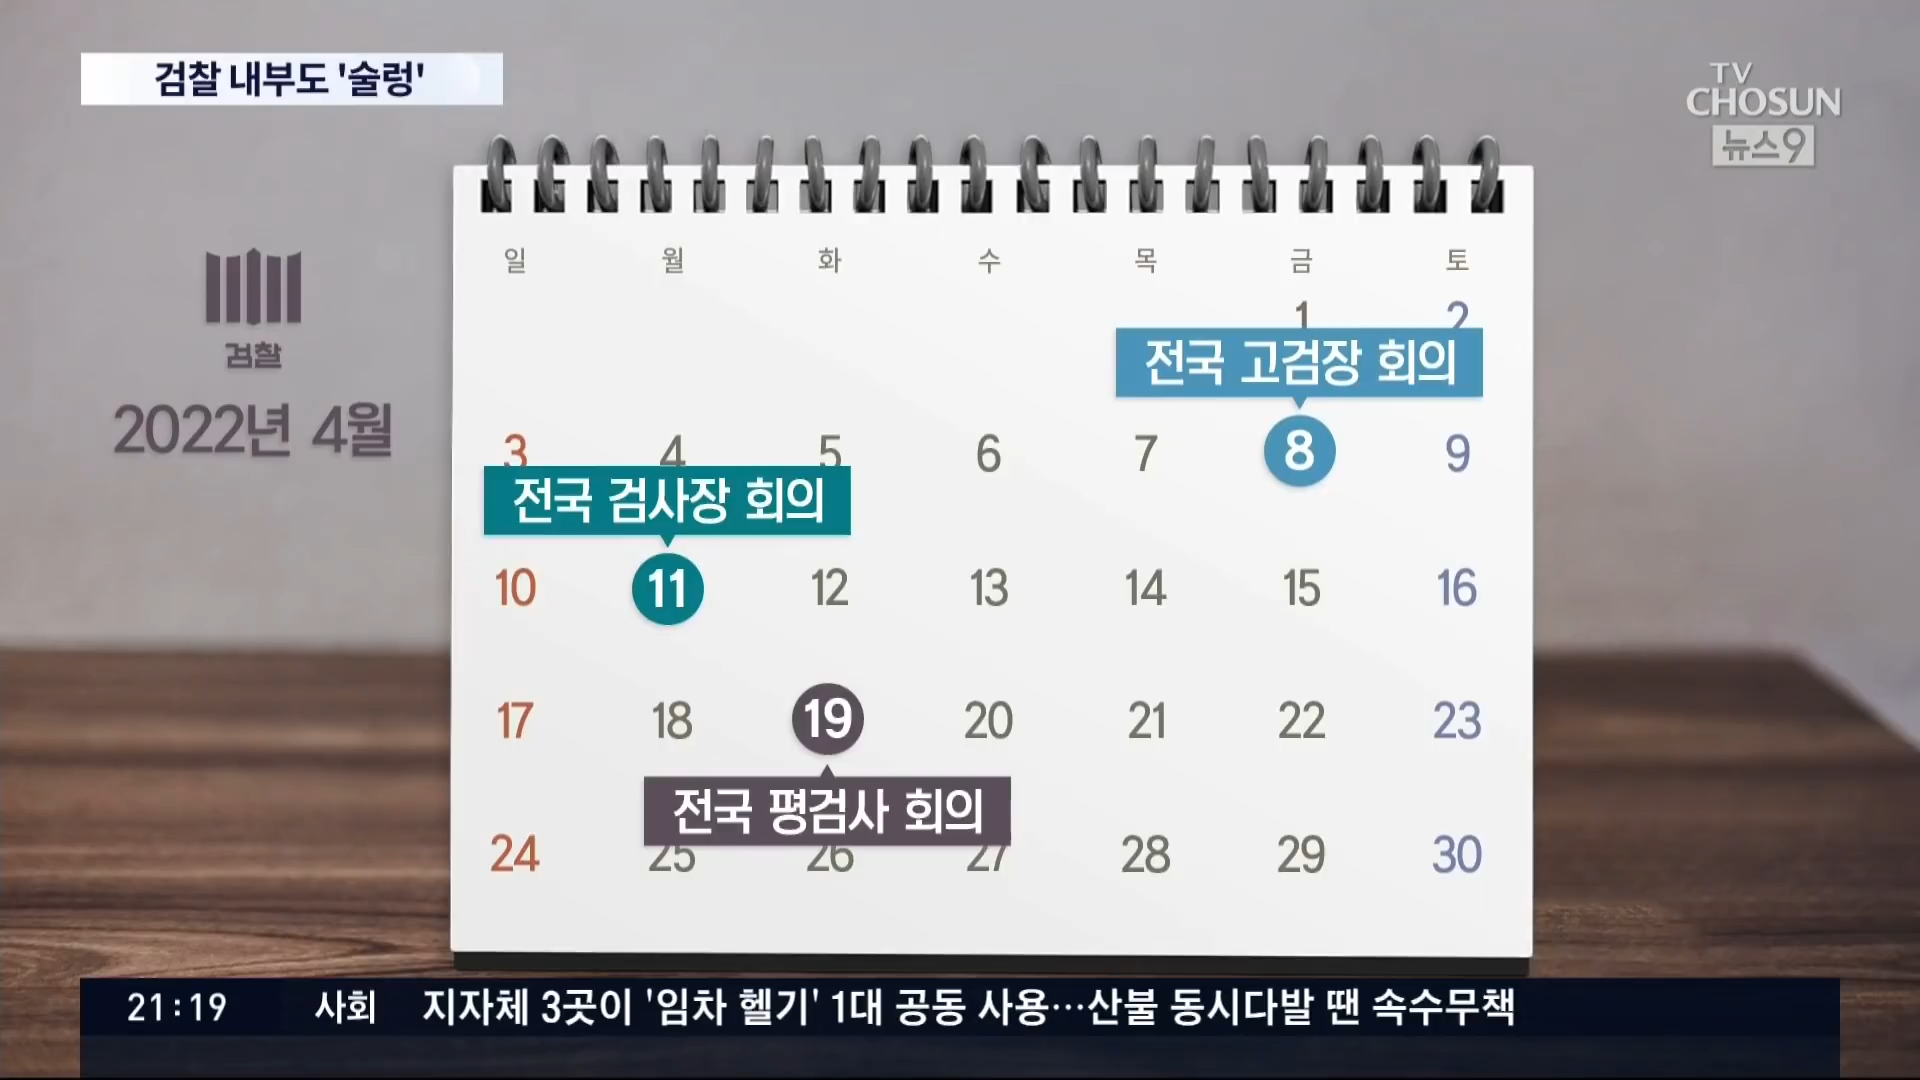 검찰 내부도 '술렁'
TV
CHOSUN
뉴스9
검찰
2022년 4월
일 월 화 수 목 금 토
1 2
전국 고검장 회의
3 4 5 6 7 8 9
전국 검사장 회의
10 11 12 13 14 15 16
17 18 19 20 21 22 23
전국 평검사 회의
24 25 26 27 28 29 30
21:19 사회 지자체 3곳이 '임차 헬기' 1대 공동 사용…산불 동시다발 땐 속수무책